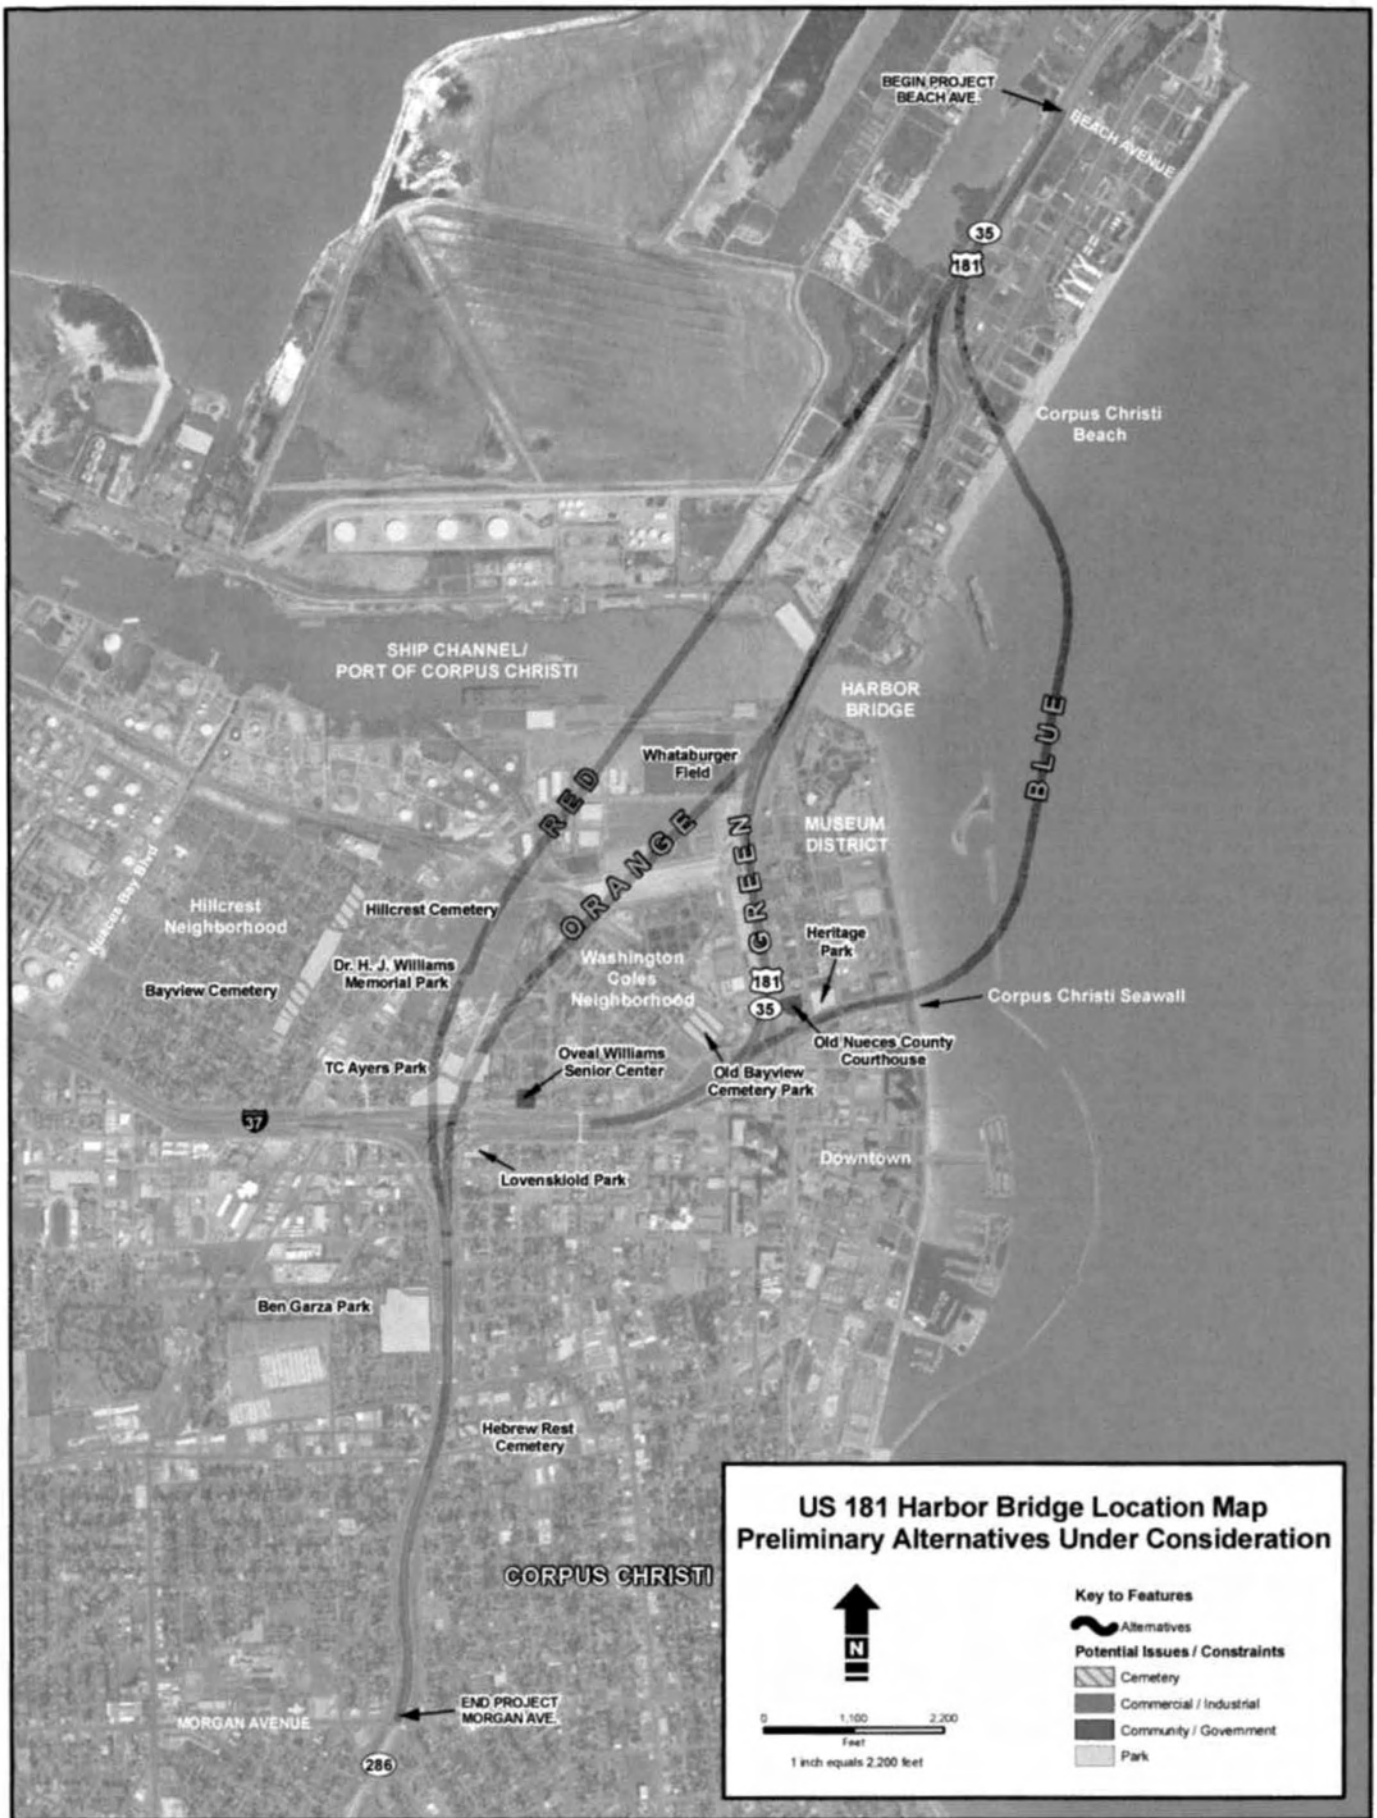 BEGIN PROJECT
BEACH AVE.
BEACH AVENUE
35
181
Corpus Christi
Beach
SHIP CHANNEL/
PORT OF CORPUS CHRISTI
HARBOR
BRIDGE
BLUE
Whataburger
Field
RED
ORANGE
GREEN
MUSEUM
DISTRICT
Nueces Bay Blvd
Hillcrest
Neighborhood
Hillcrest Cemetery
Heritage
Park
Washington
Coles
Neighborhood
Dr. H. J. Williams
Memorial Park
Bayview Cemetery
181
35
Corpus Christi Seawall
Old Nueces County
Courthouse
Oveal Williams
Senior Center
TC Ayers Park
Old Bayview
Cemetery Park
37
Downtown
Lovenskiold Park
Ben Garza Park
Hebrew Rest
Cemetery
CORPUS CHRISTI
END PROJECT
MORGAN AVE.
MORGAN AVENUE
286
US 181 Harbor Bridge Location Map
Preliminary Alternatives Under Consideration
N
0 1,100 2,200
Feet
1 inch equals 2,200 feet
Key to Features
Alternatives
Potential Issues / Constraints
Cemetery
Commercial / Industrial
Community / Government
Park